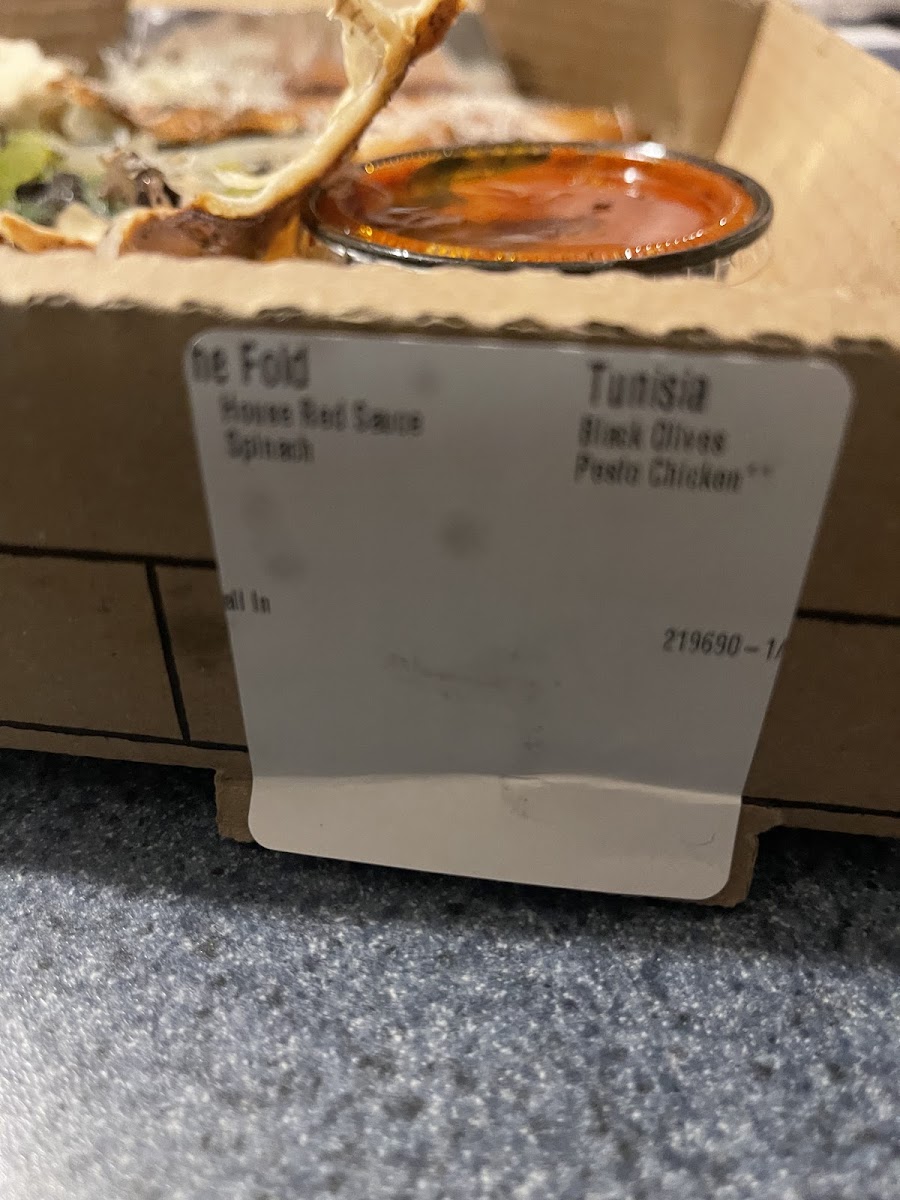 he Fold
House Red Sauce
Spinach
Tunisia
Black Olives
Pesto Chicken**
all In
219690-1/